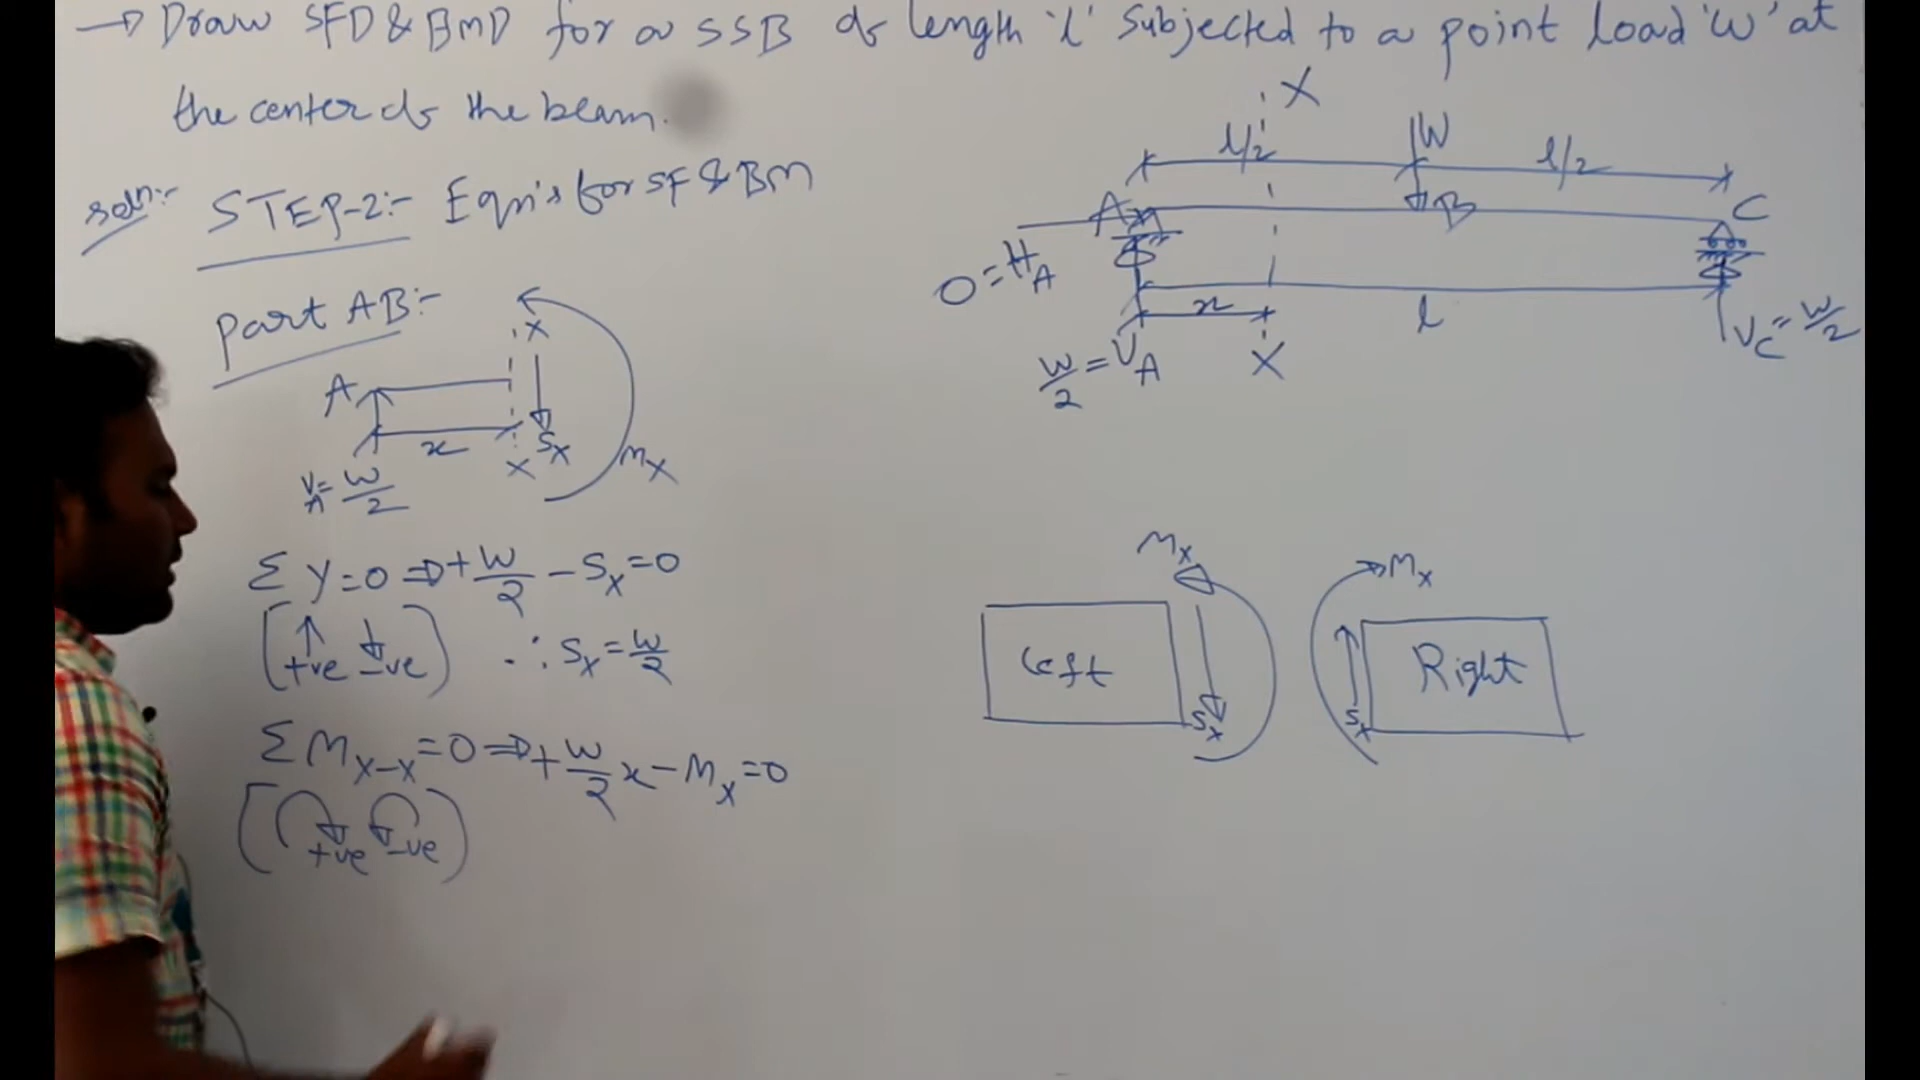 → Draw SFD & BMD for a SSB of length 'l' subjected to a point load 'W' at
the center of the beam.
soln:- STEP-2:- Eqn's for SF & BM
Part AB:-
A
x
X
X
Sx
Mx
VA = W/2
ΣY=0 ⇒ +W/2 - Sx = 0
[↑ +ve ↓ -ve] ∴ Sx = W/2
ΣMx-x = 0 ⇒ +W/2 x - Mx = 0
[+ve -ve]
X
l/2 W l/2
A B C
0 = HA
x l
W/2 = VA X VC = W/2
Mx Mx
Left Right
Sx Sx